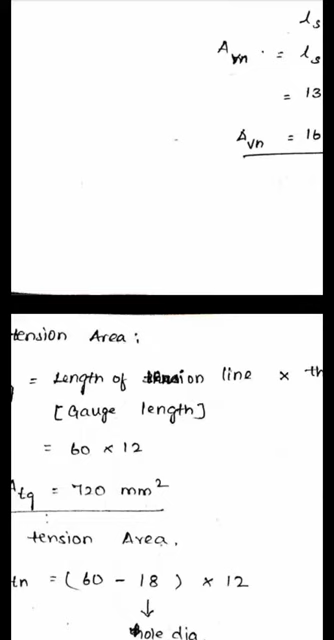 ls
Avn = ls
= 13
Avn = 16
tension Area :
= Length of tension line × th
[Gauge length]
= 60 × 12
Atg = 720 mm²
tension Area,
tn = (60 - 18) × 12
↓
hole dia